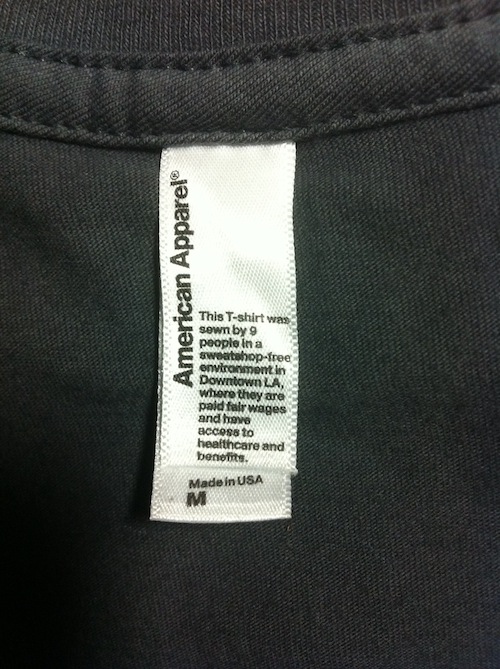 American Apparel®
This T-shirt was
sewn by 9
people in a
sweatshop-free
environment in
Downtown LA,
where they are
paid fair wages
and have
access to
healthcare and
benefits.
Made in USA
M